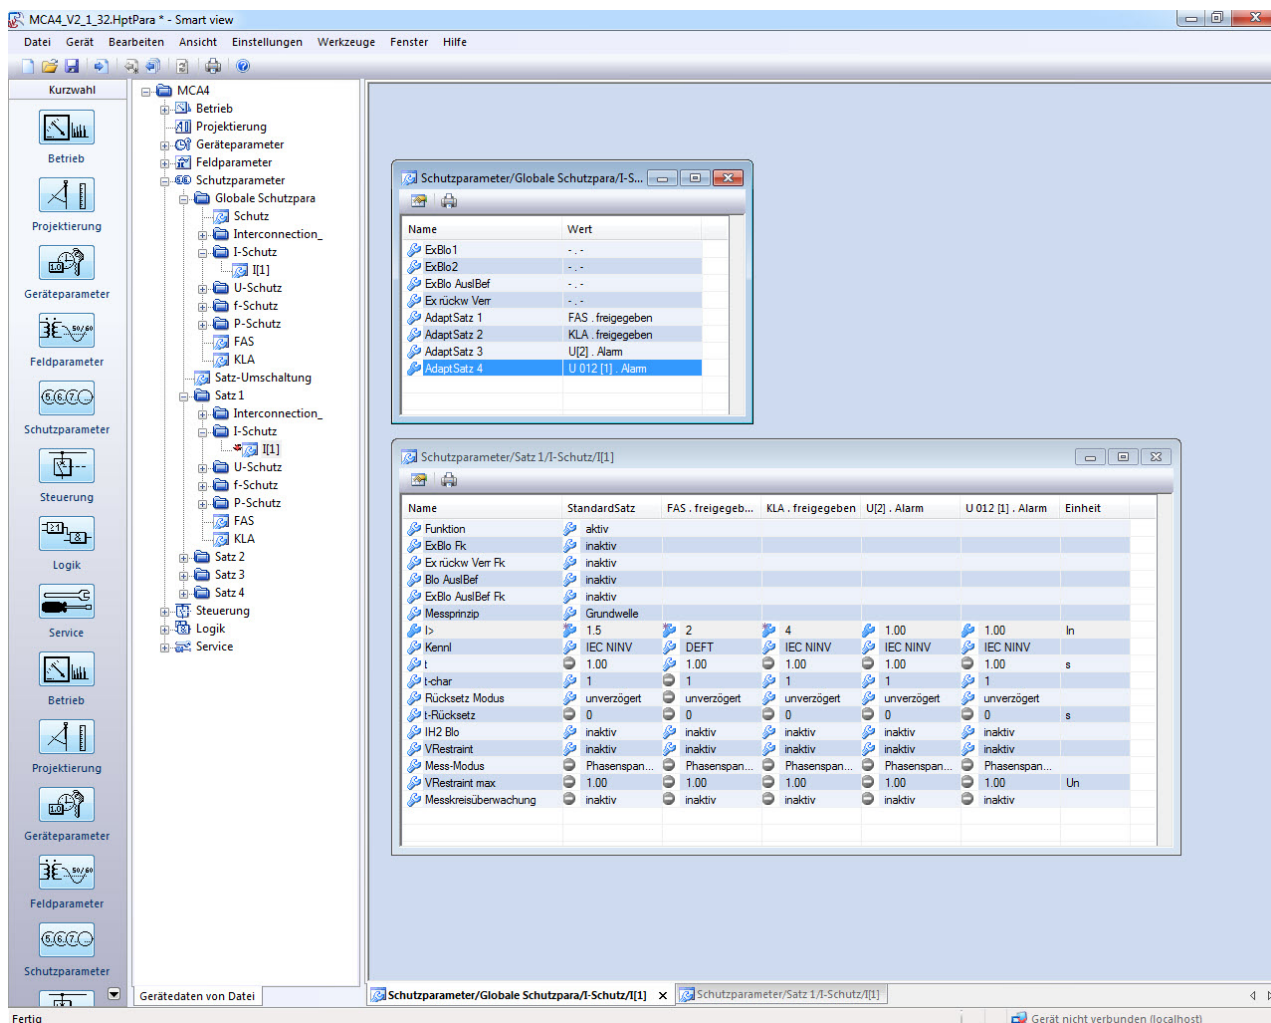 MCA4_V2_1_32.HptPara * - Smart view
Datei Gerät Bearbeiten Ansicht Einstellungen Werkzeuge Fenster Hilfe
Kurzwahl
Betrieb
Projektierung
Geräteparameter
Feldparameter
Schutzparameter
Steuerung
Logik
Service
Betrieb
Projektierung
Geräteparameter
Feldparameter
Schutzparameter
MCA4
Betrieb
Projektierung
Geräteparameter
Feldparameter
Schutzparameter
Globale Schutzpara
Schutz
Interconnection_
I-Schutz
I[1]
U-Schutz
f-Schutz
P-Schutz
FAS
KLA
Satz-Umschaltung
Satz 1
Interconnection_
I-Schutz
I[1]
U-Schutz
f-Schutz
P-Schutz
FAS
KLA
Satz 2
Satz 3
Satz 4
Steuerung
Logik
Service
Gerätedaten von Datei
Schutzparameter/Globale Schutzpara/I-S...
Name Wert
ExBlo1 - . -
ExBlo2 - . -
ExBlo AuslBef - . -
Ex rückw Verr - . -
AdaptSatz 1 FAS . freigegeben
AdaptSatz 2 KLA . freigegeben
AdaptSatz 3 U[2] . Alarm
AdaptSatz 4 U 012 [1] . Alarm
Schutzparameter/Satz 1/I-Schutz/I[1]
Name StandardSatz FAS . freigegeb... KLA . freigegeben U[2] . Alarm U 012 [1] . Alarm Einheit
Funktion aktiv
ExBlo Fk inaktiv
Ex rückw Verr Fk inaktiv
Blo AuslBef inaktiv
ExBlo AuslBef Fk inaktiv
Messprinzip Grundwelle
I> 1.5 2 4 1.00 1.00 In
Kennl IEC NINV DEFT IEC NINV IEC NINV IEC NINV
t 1.00 1.00 1.00 1.00 1.00 s
t-char 1 1 1 1 1
Rücksetz Modus unverzögert unverzögert unverzögert unverzögert unverzögert
t-Rücksetz 0 0 0 0 0 s
IH2 Blo inaktiv inaktiv inaktiv inaktiv inaktiv
VRestraint inaktiv inaktiv inaktiv inaktiv inaktiv
Mess-Modus Phasenspan... Phasenspan... Phasenspan... Phasenspan... Phasenspan...
VRestraint max 1.00 1.00 1.00 1.00 1.00 Un
Messkreisüberwachung inaktiv inaktiv inaktiv inaktiv inaktiv
Schutzparameter/Globale Schutzpara/I-Schutz/I[1] Schutzparameter/Satz 1/I-Schutz/I[1]
Fertig Gerät nicht verbunden (localhost)